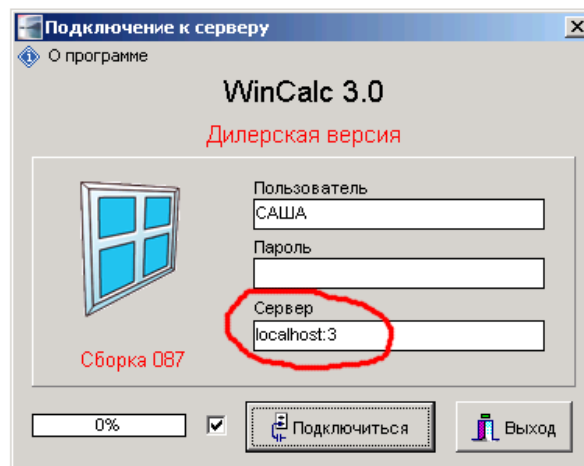 Подключение к серверу
О программе
WinCalc 3.0
Дилерская версия
Пользователь
САША
Пароль
Сервер
localhost:3
Сборка 087
0%
Подключиться
Выход